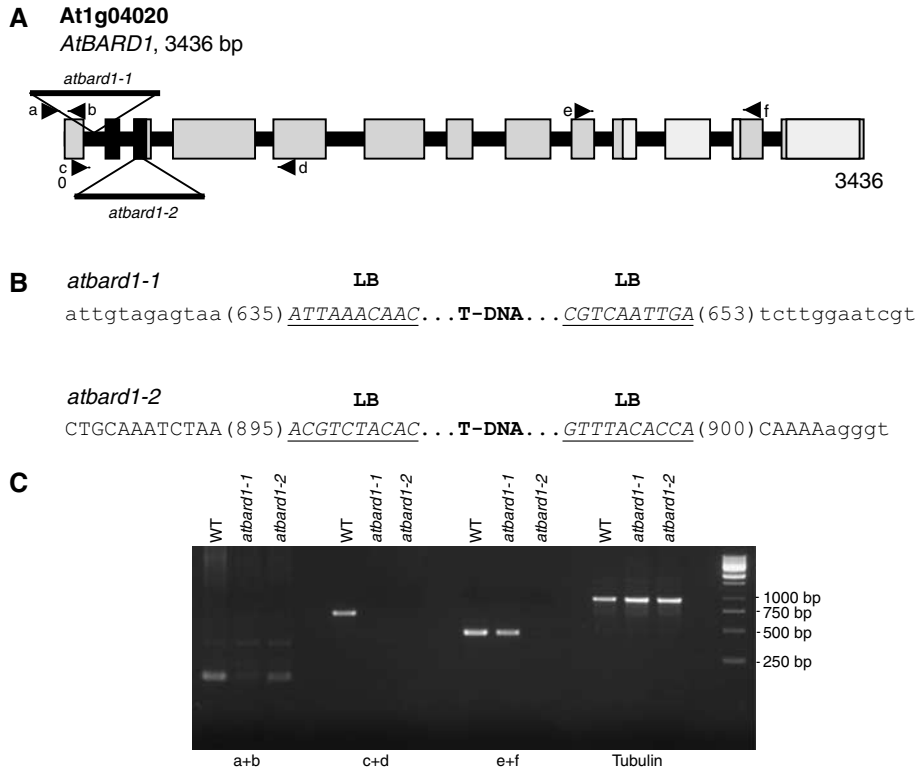 A At1g04020
AtBARD1, 3436 bp
atbard1-1
a b e f
c d
0 3436
atbard1-2
B atbard1-1 LB LB
attgtagagtaa(635)ATTAAACAAC...T-DNA...CGTCAATTGA(653)tcttggaatcgt
atbard1-2 LB LB
CTGCAAATCTAA(895)ACGTCTACAC...T-DNA...GTTTACACCA(900)CAAAAagggt
C
WT atbard1-1 atbard1-2 WT atbard1-1 atbard1-2 WT atbard1-1 atbard1-2 WT atbard1-1 atbard1-2
1000 bp
750 bp
500 bp
250 bp
a+b c+d e+f Tubulin